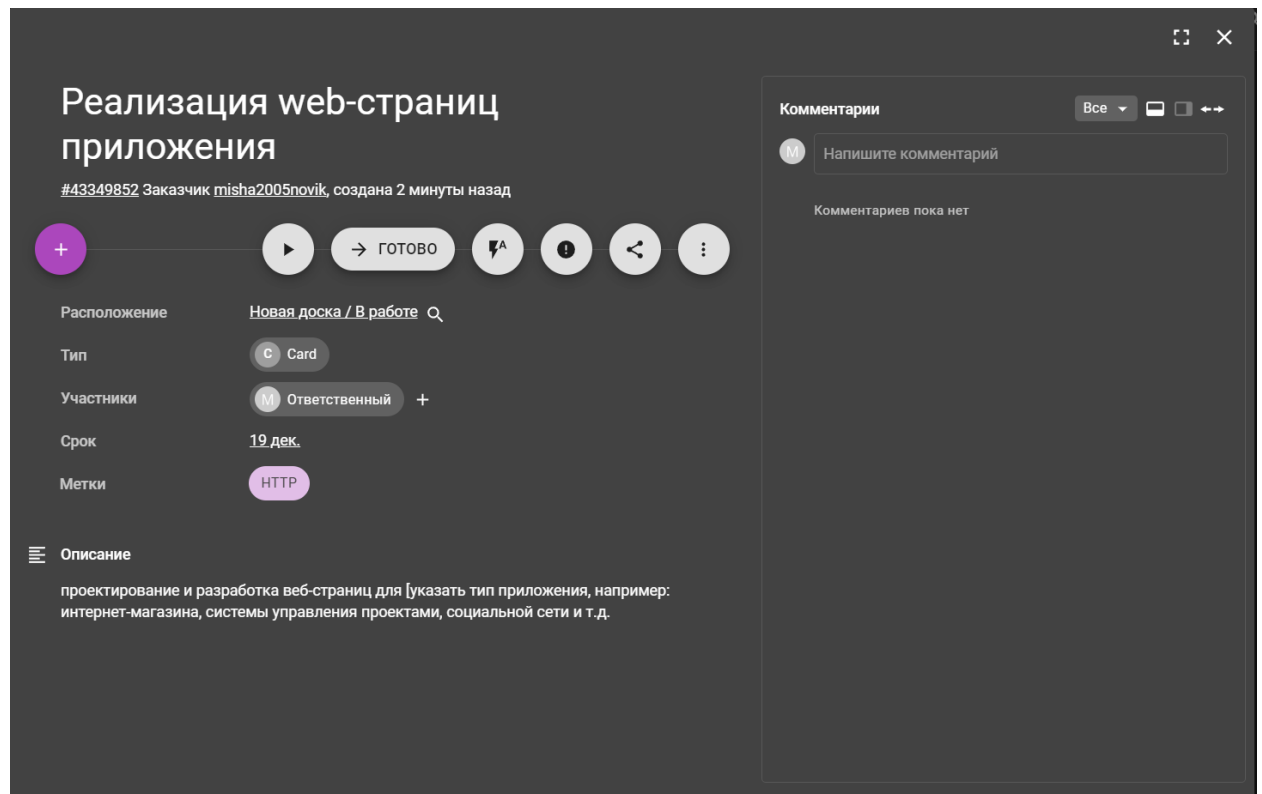 Реализация web-страниц
приложения
#43349852 Заказчик misha2005novik, создана 2 минуты назад
+
→ ГОТОВО
A
Расположение Новая доска / В работе
Тип C Card
Участники M Ответственный +
Срок 19 дек.
Метки HTTP
Описание
проектирование и разработка веб-страниц для [указать тип приложения, например:
интернет-магазина, системы управления проектами, социальной сети и т.д.
Комментарии Все
M Напишите комментарий
Комментариев пока нет